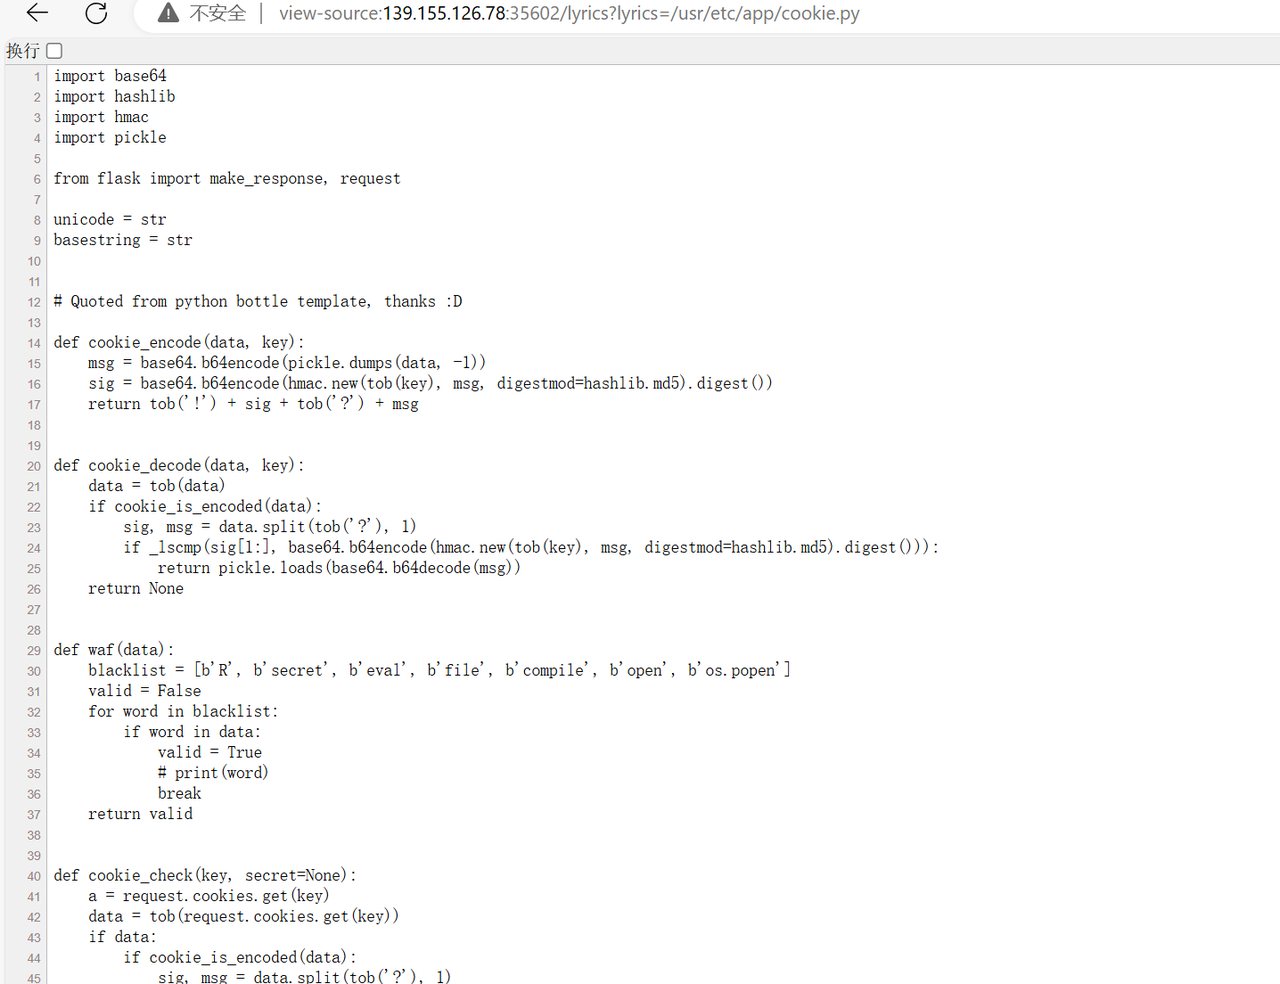 不安全 | view-source:139.155.126.78:35602/lyrics?lyrics=/usr/etc/app/cookie.py
换行
1 import base64
2 import hashlib
3 import hmac
4 import pickle
5
6 from flask import make_response, request
7
8 unicode = str
9 basestring = str
10
11
12 # Quoted from python bottle template, thanks :D
13
14 def cookie_encode(data, key):
15     msg = base64.b64encode(pickle.dumps(data, -1))
16     sig = base64.b64encode(hmac.new(tob(key), msg, digestmod=hashlib.md5).digest())
17     return tob('!') + sig + tob('?') + msg
18
19
20 def cookie_decode(data, key):
21     data = tob(data)
22     if cookie_is_encoded(data):
23         sig, msg = data.split(tob('?'), 1)
24         if _lscmp(sig[1:], base64.b64encode(hmac.new(tob(key), msg, digestmod=hashlib.md5).digest())):
25             return pickle.loads(base64.b64decode(msg))
26     return None
27
28
29 def waf(data):
30     blacklist = [b'R', b'secret', b'eval', b'file', b'compile', b'open', b'os.popen']
31     valid = False
32     for word in blacklist:
33         if word in data:
34             valid = True
35             # print(word)
36             break
37     return valid
38
39
40 def cookie_check(key, secret=None):
41     a = request.cookies.get(key)
42     data = tob(request.cookies.get(key))
43     if data:
44         if cookie_is_encoded(data):
45             sig, msg = data.split(tob('?'), 1)